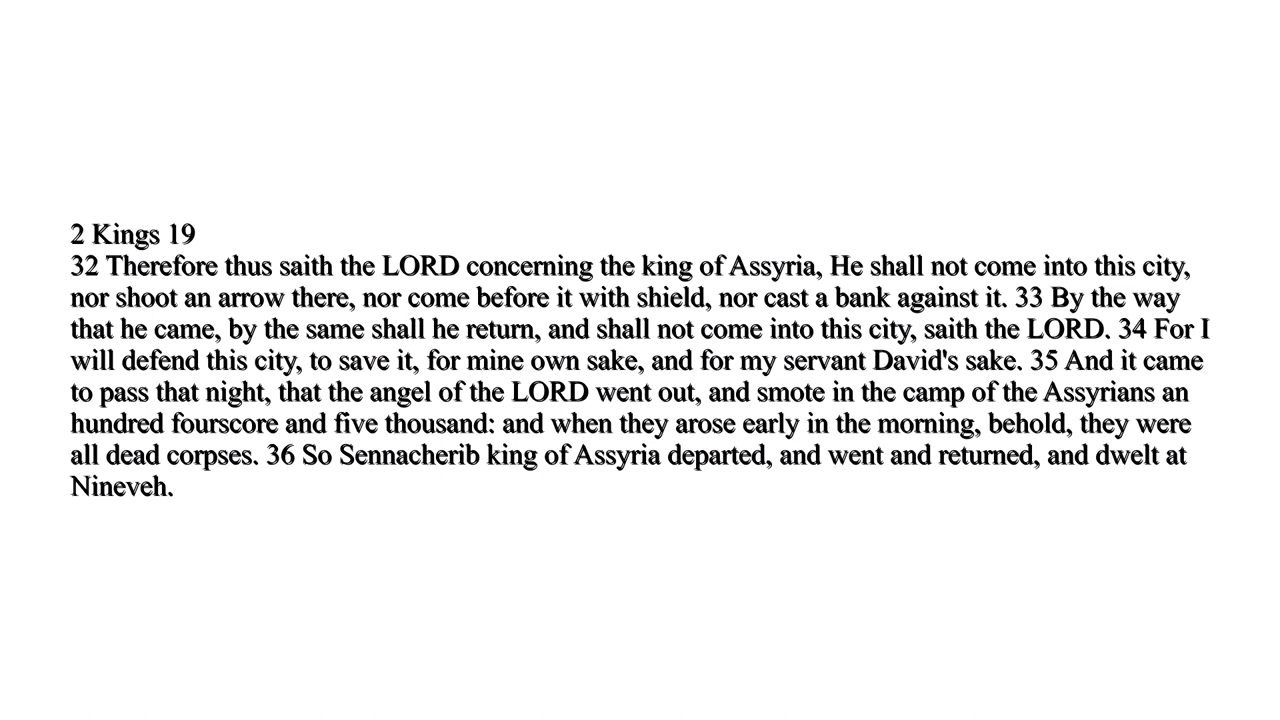 2 Kings 19
32 Therefore thus saith the LORD concerning the king of Assyria, He shall not come into this city,
nor shoot an arrow there, nor come before it with shield, nor cast a bank against it. 33 By the way
that he came, by the same shall he return, and shall not come into this city, saith the LORD. 34 For I
will defend this city, to save it, for mine own sake, and for my servant David's sake. 35 And it came
to pass that night, that the angel of the LORD went out, and smote in the camp of the Assyrians an
hundred fourscore and five thousand: and when they arose early in the morning, behold, they were
all dead corpses. 36 So Sennacherib king of Assyria departed, and went and returned, and dwelt at
Nineveh.